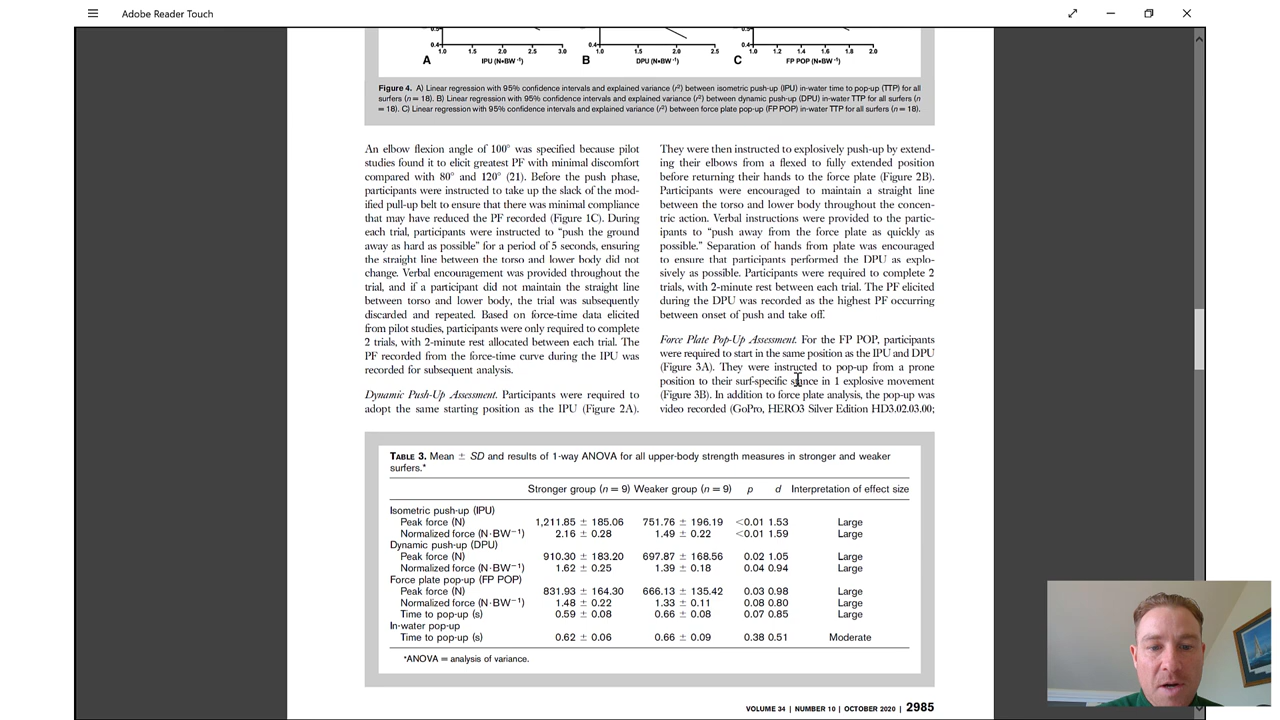 Adobe Reader Touch
0.4
1.0 1.5 2.0 2.5 3.0
A IPU (N•BW⁻¹)
0.4
1.0 1.5 2.0 2.5
B DPU (N•BW⁻¹)
0.4
1.0 1.2 1.4 1.6 1.8 2.0
C FP POP (N•BW⁻¹)
Figure 4. A) Linear regression with 95% confidence intervals and explained variance (r²) between isometric push-up (IPU) in-water time to pop-up (TTP) for all
surfers (n = 18). B) Linear regression with 95% confidence intervals and explained variance (r²) between dynamic push-up (DPU) in-water TTP for all surfers (n
= 18). C) Linear regression with 95% confidence intervals and explained variance (r²) between force plate pop-up (FP POP) in-water TTP for all surfers (n = 18).
An elbow flexion angle of 100° was specified because pilot
studies found it to elicit greatest PF with minimal discomfort
compared with 80° and 120° (21). Before the push phase,
participants were instructed to take up the slack of the mod-
ified pull-up belt to ensure that there was minimal compliance
that may have reduced the PF recorded (Figure 1C). During
each trial, participants were instructed to “push the ground
away as hard as possible” for a period of 5 seconds, ensuring
the straight line between the torso and lower body did not
change. Verbal encouragement was provided throughout the
trial, and if a participant did not maintain the straight line
between torso and lower body, the trial was subsequently
discarded and repeated. Based on force-time data elicited
from pilot studies, participants were only required to complete
2 trials, with 2-minute rest allocated between each trial. The
PF recorded from the force-time curve during the IPU was
recorded for subsequent analysis.
Dynamic Push-Up Assessment. Participants were required to
adopt the same starting position as the IPU (Figure 2A).
They were then instructed to explosively push-up by extend-
ing their elbows from a flexed to fully extended position
before returning their hands to the force plate (Figure 2B).
Participants were encouraged to maintain a straight line
between the torso and lower body throughout the concen-
tric action. Verbal instructions were provided to the partic-
ipants to “push away from the force plate as quickly as
possible.” Separation of hands from plate was encouraged
to ensure that participants performed the DPU as explo-
sively as possible. Participants were required to complete 2
trials, with 2-minute rest between each trial. The PF elicited
during the DPU was recorded as the highest PF occurring
between onset of push and take off.
Force Plate Pop-Up Assessment. For the FP POP, participants
were required to start in the same position as the IPU and DPU
(Figure 3A). They were instructed to pop-up from a prone
position to their surf-specific stance in 1 explosive movement
(Figure 3B). In addition to force plate analysis, the pop-up was
video recorded (GoPro, HERO3 Silver Edition HD3.02.03.00;
TABLE 3. Mean ± SD and results of 1-way ANOVA for all upper-body strength measures in stronger and weaker
surfers.*
Stronger group (n = 9) Weaker group (n = 9) p d Interpretation of effect size
Isometric push-up (IPU)
Peak force (N) 1,211.85 ± 185.06 751.76 ± 196.19 <0.01 1.53 Large
Normalized force (N·BW⁻¹) 2.16 ± 0.28 1.49 ± 0.22 <0.01 1.59 Large
Dynamic push-up (DPU)
Peak force (N) 910.30 ± 183.20 697.87 ± 168.56 0.02 1.05 Large
Normalized force (N·BW⁻¹) 1.62 ± 0.25 1.39 ± 0.18 0.04 0.94 Large
Force plate pop-up (FP POP)
Peak force (N) 831.93 ± 164.30 666.13 ± 135.42 0.03 0.98 Large
Normalized force (N·BW⁻¹) 1.48 ± 0.22 1.33 ± 0.11 0.08 0.80 Large
Time to pop-up (s) 0.59 ± 0.08 0.66 ± 0.08 0.07 0.85 Large
In-water pop-up
Time to pop-up (s) 0.62 ± 0.06 0.66 ± 0.09 0.38 0.51 Moderate
*ANOVA = analysis of variance.
VOLUME 34 | NUMBER 10 | OCTOBER 2020 | 2985